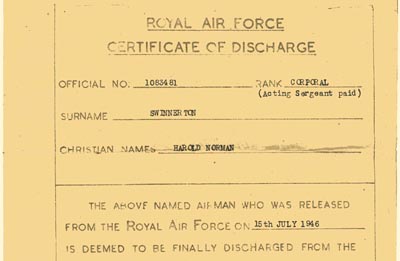 ROYAL AIR FORCE
CERTIFICATE OF DISCHARGE
OFFICIAL NO. 1083481 RANK CORPORAL
(Acting Sergeant paid)
SURNAME SWINNERTON
CHRISTIAN NAMES HAROLD NORMAN
THE ABOVE NAMED AIRMAN WHO WAS RELEASED
FROM THE ROYAL AIR FORCE ON 15th JULY 1946
IS DEEMED TO BE FINALLY DISCHARGED FROM THE